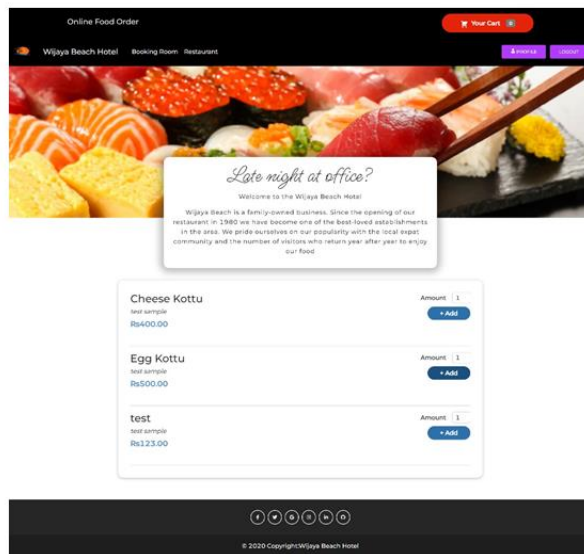 Online Food Order
Your Cart 0
Wijaya Beach Hotel Booking Room Restaurant PROFILE LOGOUT
Late night at office?
Welcome to the Wijaya Beach Hotel
Wijaya Beach is a family-owned business. Since the opening of our
restaurant in 1980 we have become one of the best-loved establishments
in the area. We pride ourselves on our popularity with the local expat
community and the number of visitors who return year after year to enjoy
our food
Cheese Kottu
test sample
Rs400.00
Amount 1
+ Add
Egg Kottu
test sample
Rs500.00
Amount 1
+ Add
test
test sample
Rs123.00
Amount 1
+ Add
© 2020 Copyright:Wijaya Beach Hotel